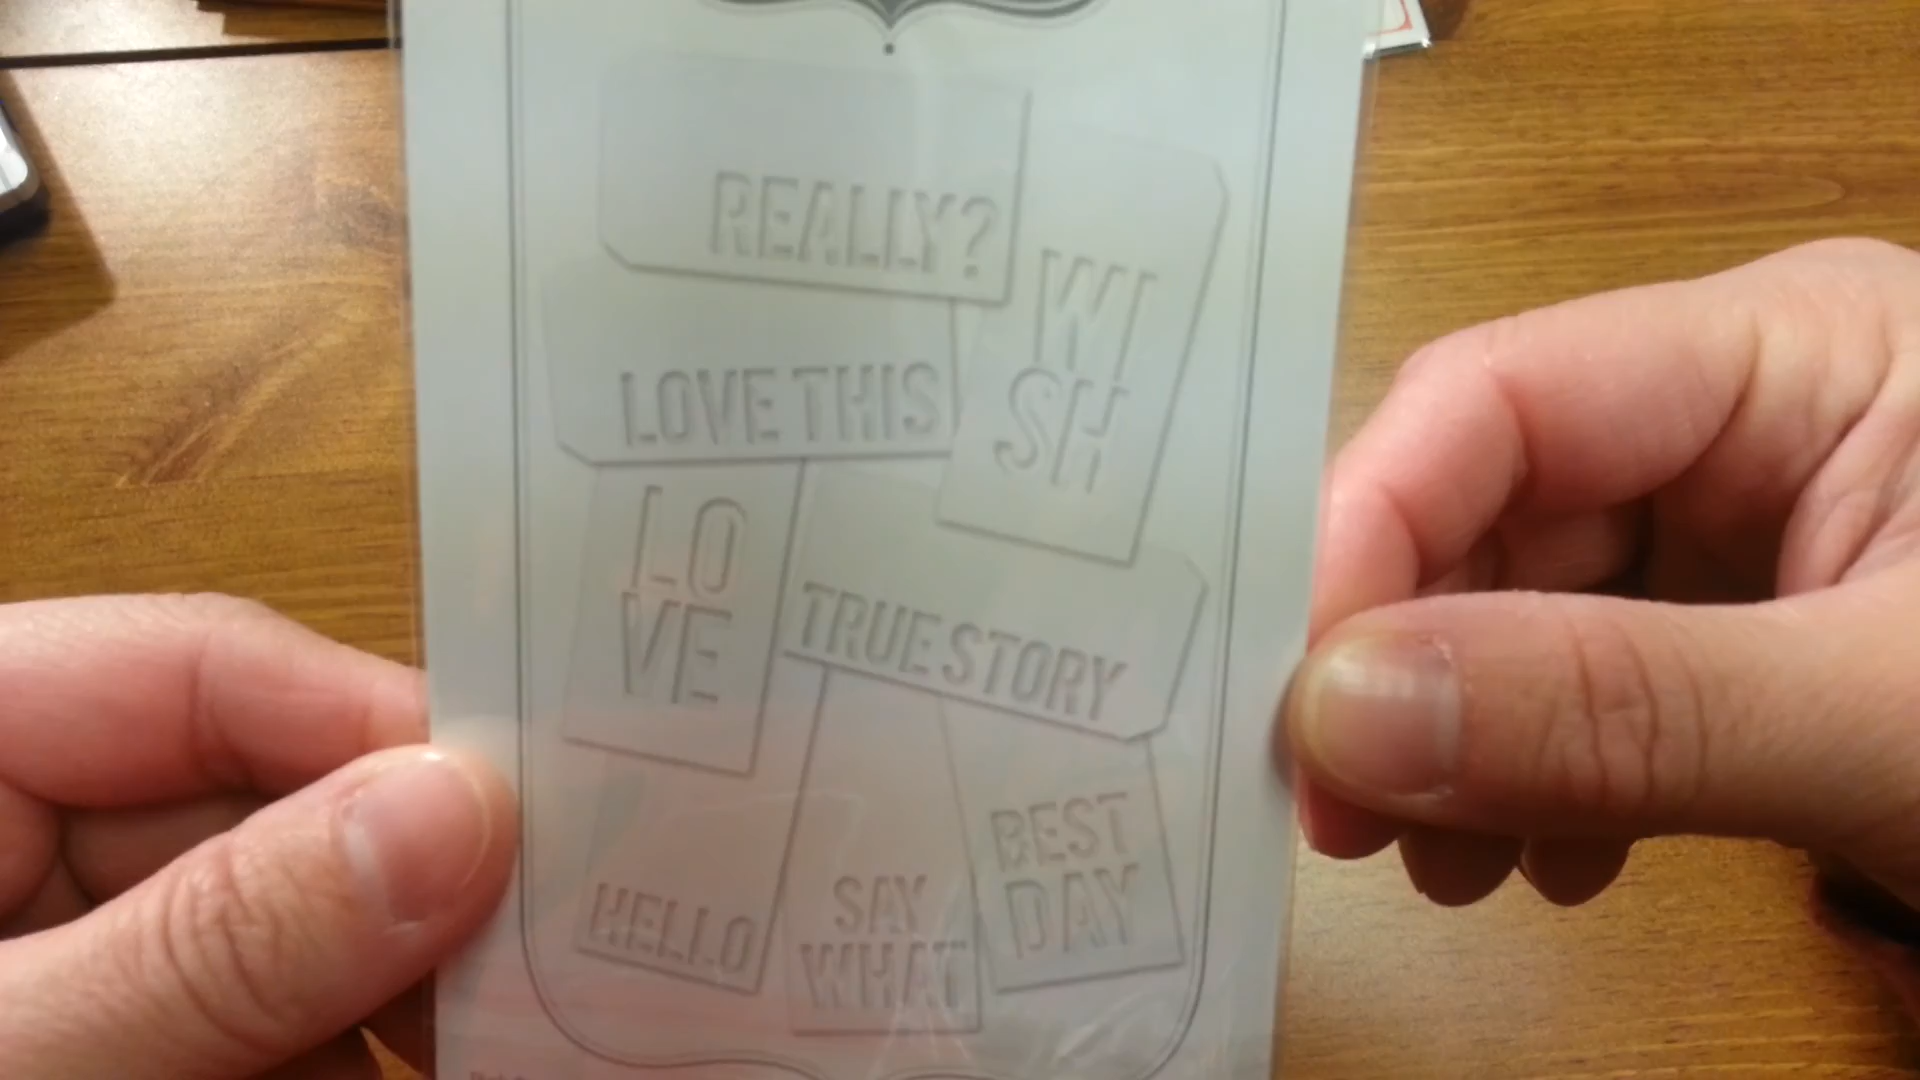 REALLY?
WI
SH
LOVE THIS
LO
VE
TRUE STORY
HELLO
SAY
WHAT
BEST
DAY